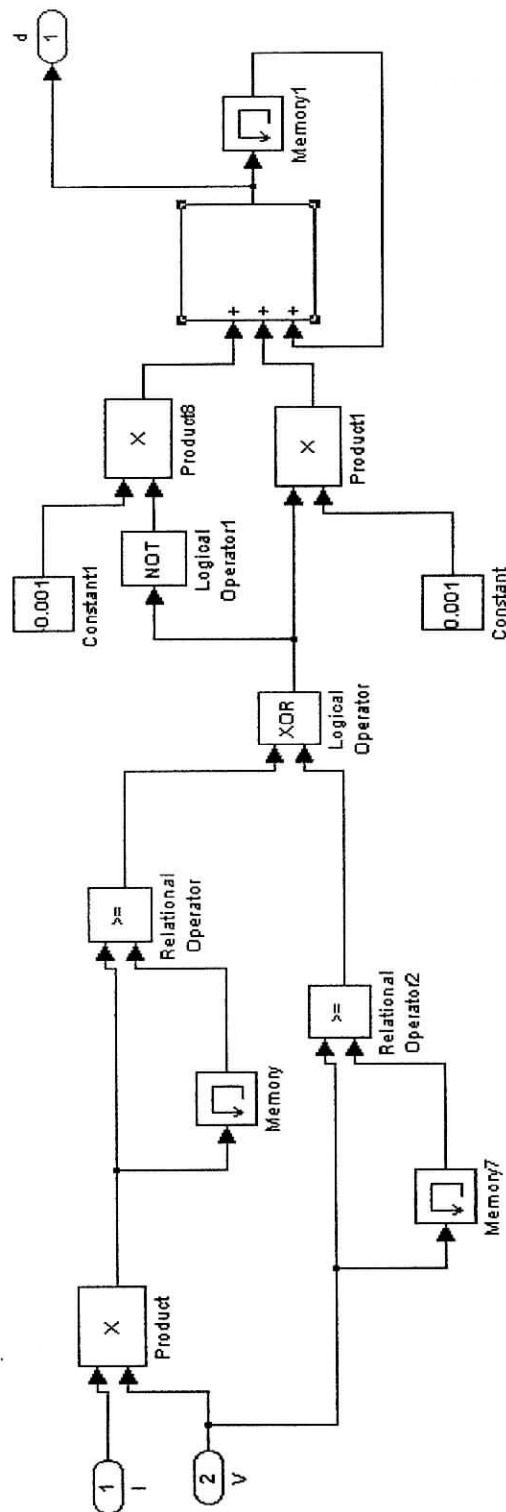 1
I
2
V
X
Product
Memory
Memory7
>=
Relational
Operator
>=
Relational
Operator2
XOR
Logical
Operator
-0.001
Constant1
NOT
Logical
Operator1
0.001
Constant
X
Product8
X
Product1
+
+
+
Memory1
d
1